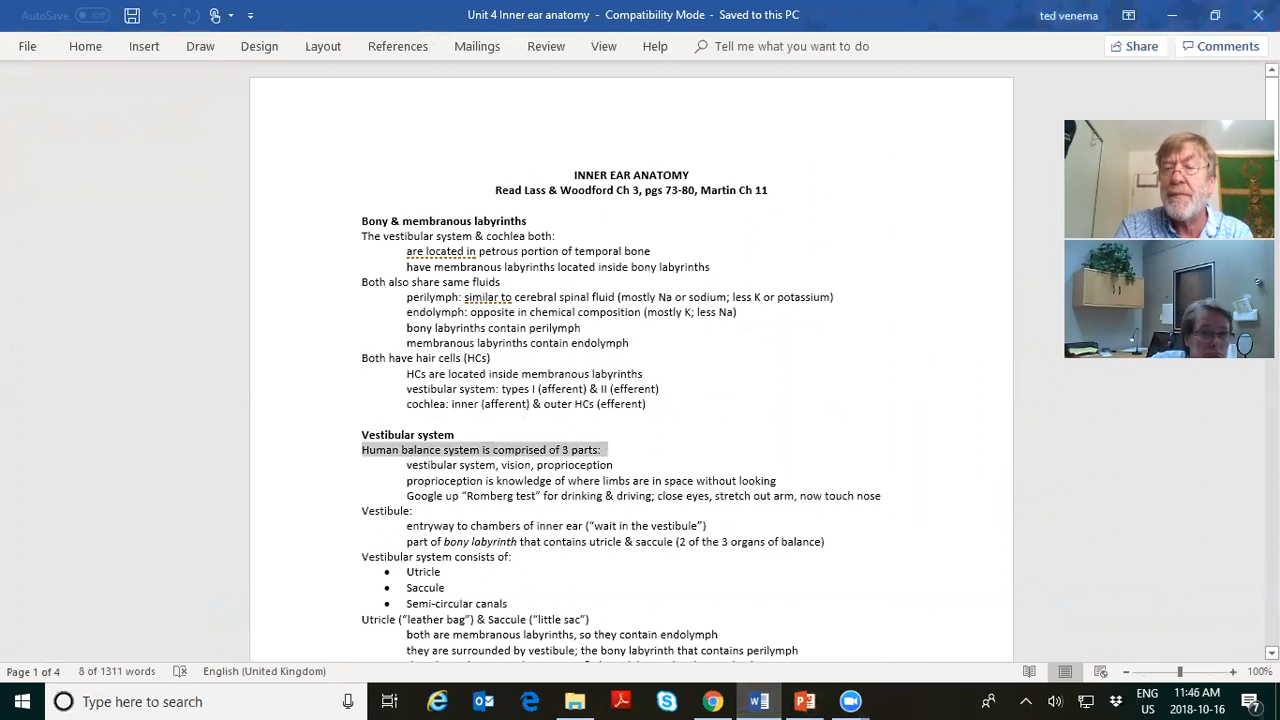 AutoSave Off
Unit 4 Inner ear anatomy - Compatibility Mode - Saved to this PC
ted venema
File Home Insert Draw Design Layout References Mailings Review View Help Tell me what you want to do Share Comments
INNER EAR ANATOMY
Read Lass & Woodford Ch 3, pgs 73-80, Martin Ch 11
Bony & membranous labyrinths
The vestibular system & cochlea both:
are located in petrous portion of temporal bone
have membranous labyrinths located inside bony labyrinths
Both also share same fluids
perilymph: similar to cerebral spinal fluid (mostly Na or sodium; less K or potassium)
endolymph: opposite in chemical composition (mostly K; less Na)
bony labyrinths contain perilymph
membranous labyrinths contain endolymph
Both have hair cells (HCs)
HCs are located inside membranous labyrinths
vestibular system: types I (afferent) & II (efferent)
cochlea: inner (afferent) & outer HCs (efferent)
Vestibular system
Human balance system is comprised of 3 parts:
vestibular system, vision, proprioception
proprioception is knowledge of where limbs are in space without looking
Google up “Romberg test” for drinking & driving; close eyes, stretch out arm, now touch nose
Vestibule:
entryway to chambers of inner ear (“wait in the vestibule”)
part of bony labyrinth that contains utricle & saccule (2 of the 3 organs of balance)
Vestibular system consists of:
• Utricle
• Saccule
• Semi-circular canals
Utricle (“leather bag”) & Saccule (“little sac”)
both are membranous labyrinths, so they contain endolymph
they are surrounded by vestibule; the bony labyrinth that contains perilymph
Page 1 of 4 8 of 1311 words English (United Kingdom) 100%
Type here to search
ENG 11:46 AM
US 2018-10-16
7